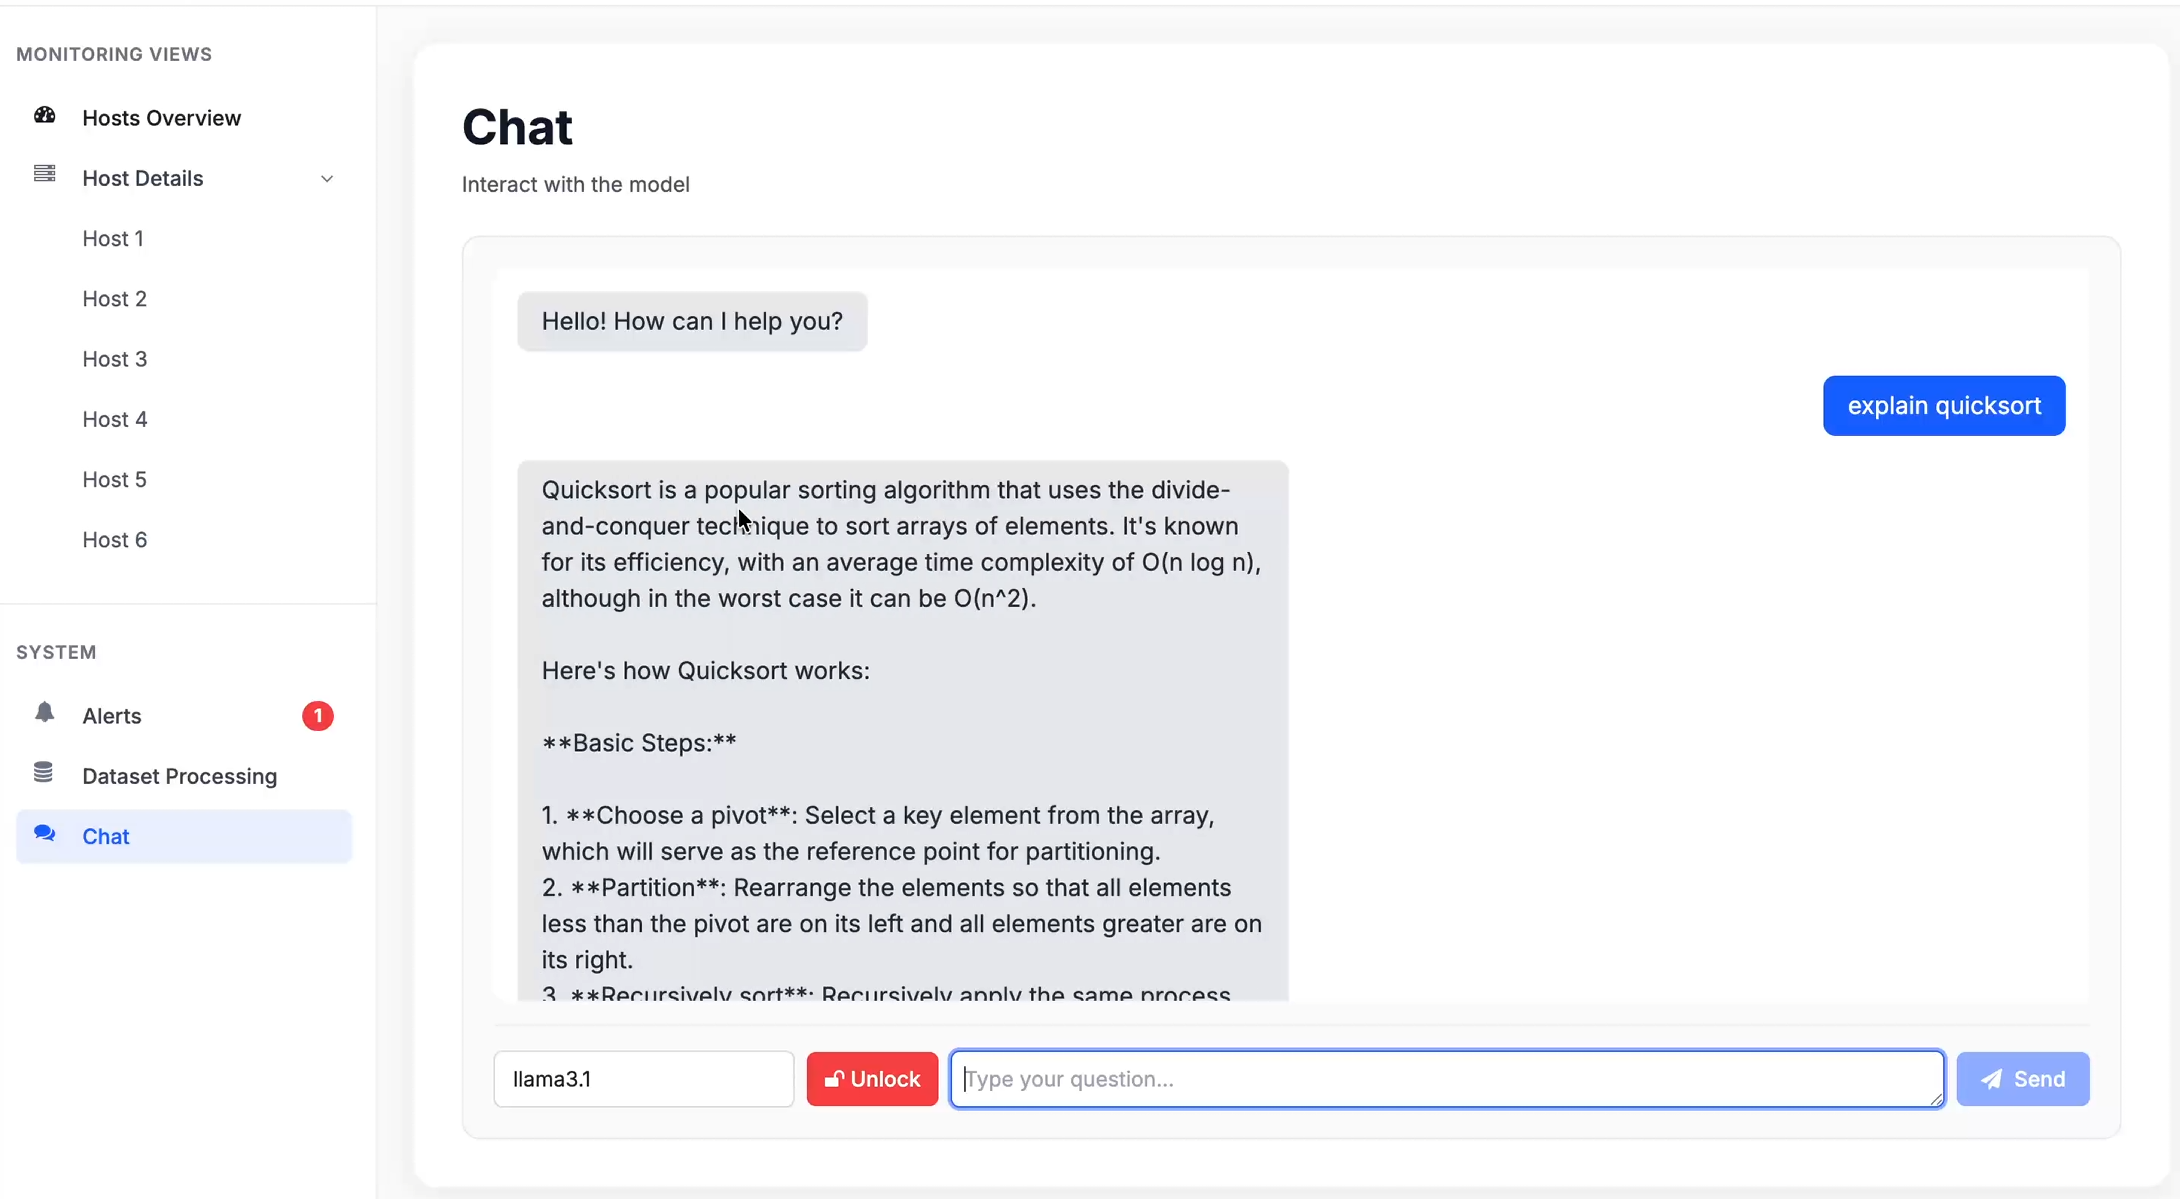 MONITORING VIEWS
Hosts Overview
Host Details
Host 1
Host 2
Host 3
Host 4
Host 5
Host 6
SYSTEM
Alerts
1
Dataset Processing
Chat
Chat
Interact with the model
Hello! How can I help you?
explain quicksort
Quicksort is a popular sorting algorithm that uses the divide-
and-conquer technique to sort arrays of elements. It's known
for its efficiency, with an average time complexity of O(n log n),
although in the worst case it can be O(n^2).
Here's how Quicksort works:
**Basic Steps:**
1. **Choose a pivot**: Select a key element from the array,
which will serve as the reference point for partitioning.
2. **Partition**: Rearrange the elements so that all elements
less than the pivot are on its left and all elements greater are on
its right.
3. **Recursively sort**: Recursively apply the same process
llama3.1
Unlock
Type your question...
Send